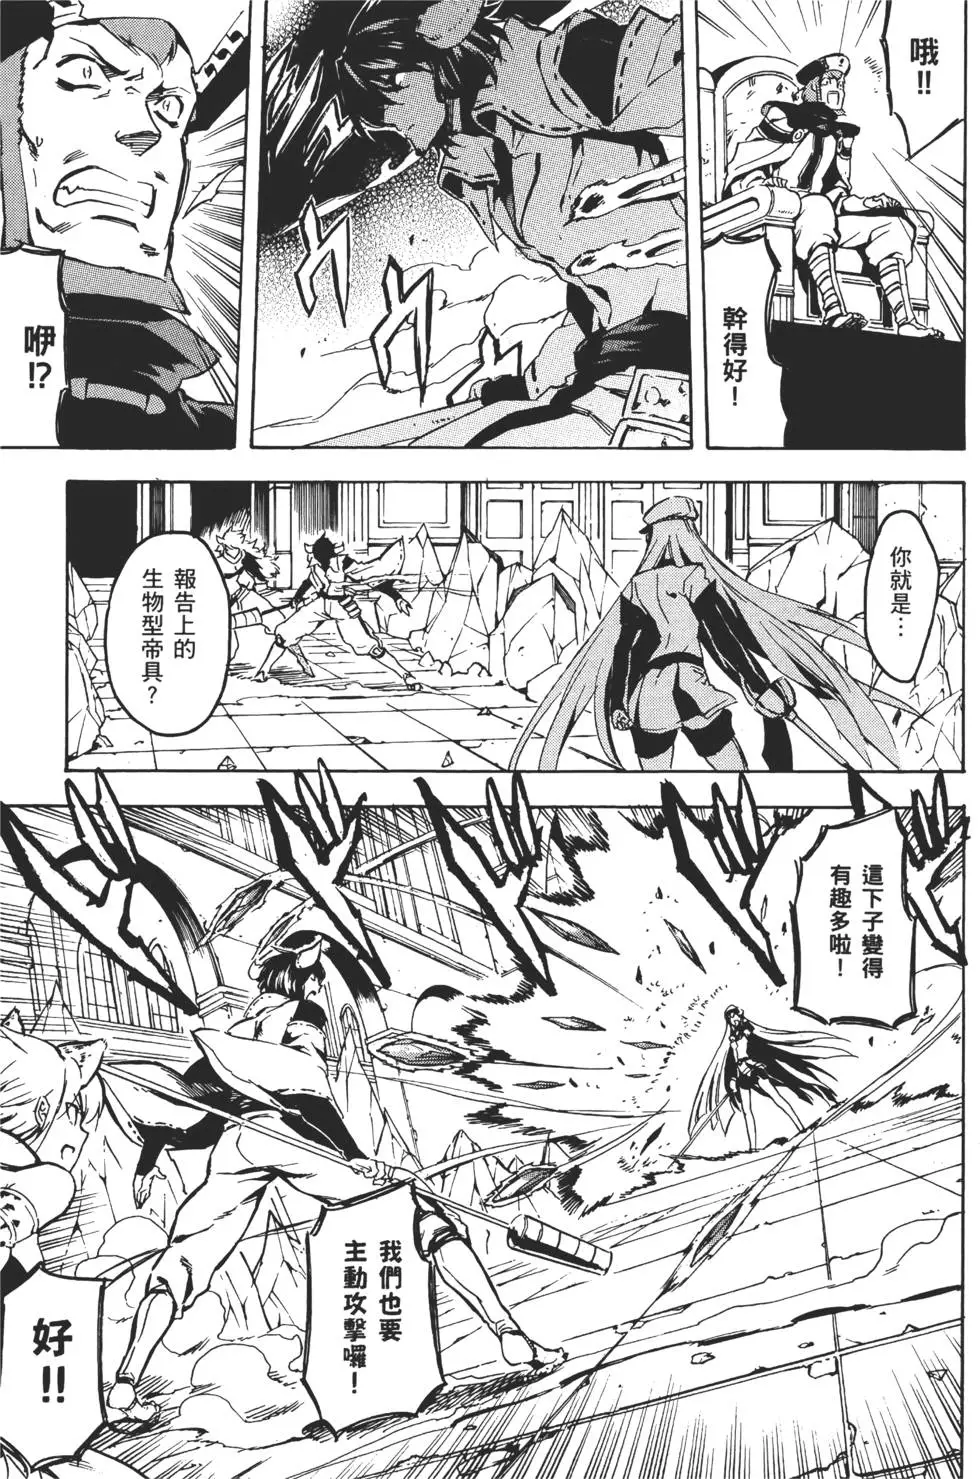 哦!!
幹得好！
咿!?
你就是…
報告上的
生物型帝具？
這下子變得
有趣多啦！
我們也要
主動攻擊囉！
好!!